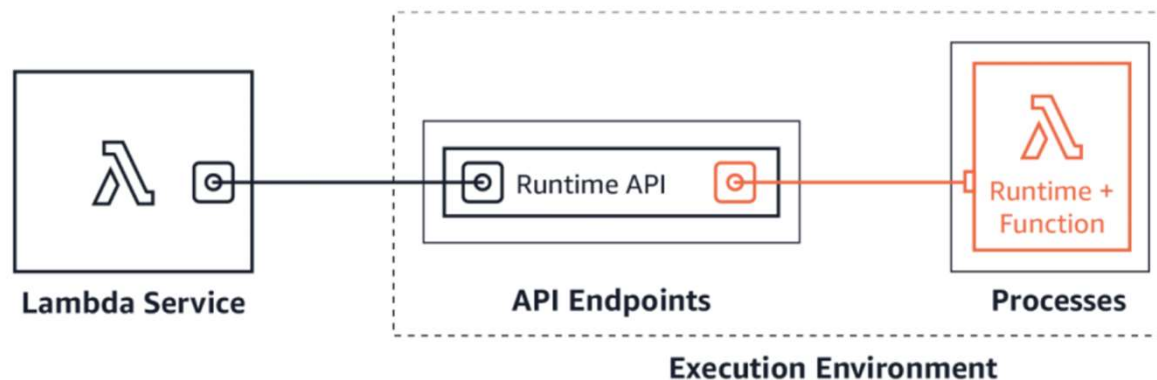 Runtime API
Runtime +
Function
Lambda Service
API Endpoints
Processes
Execution Environment